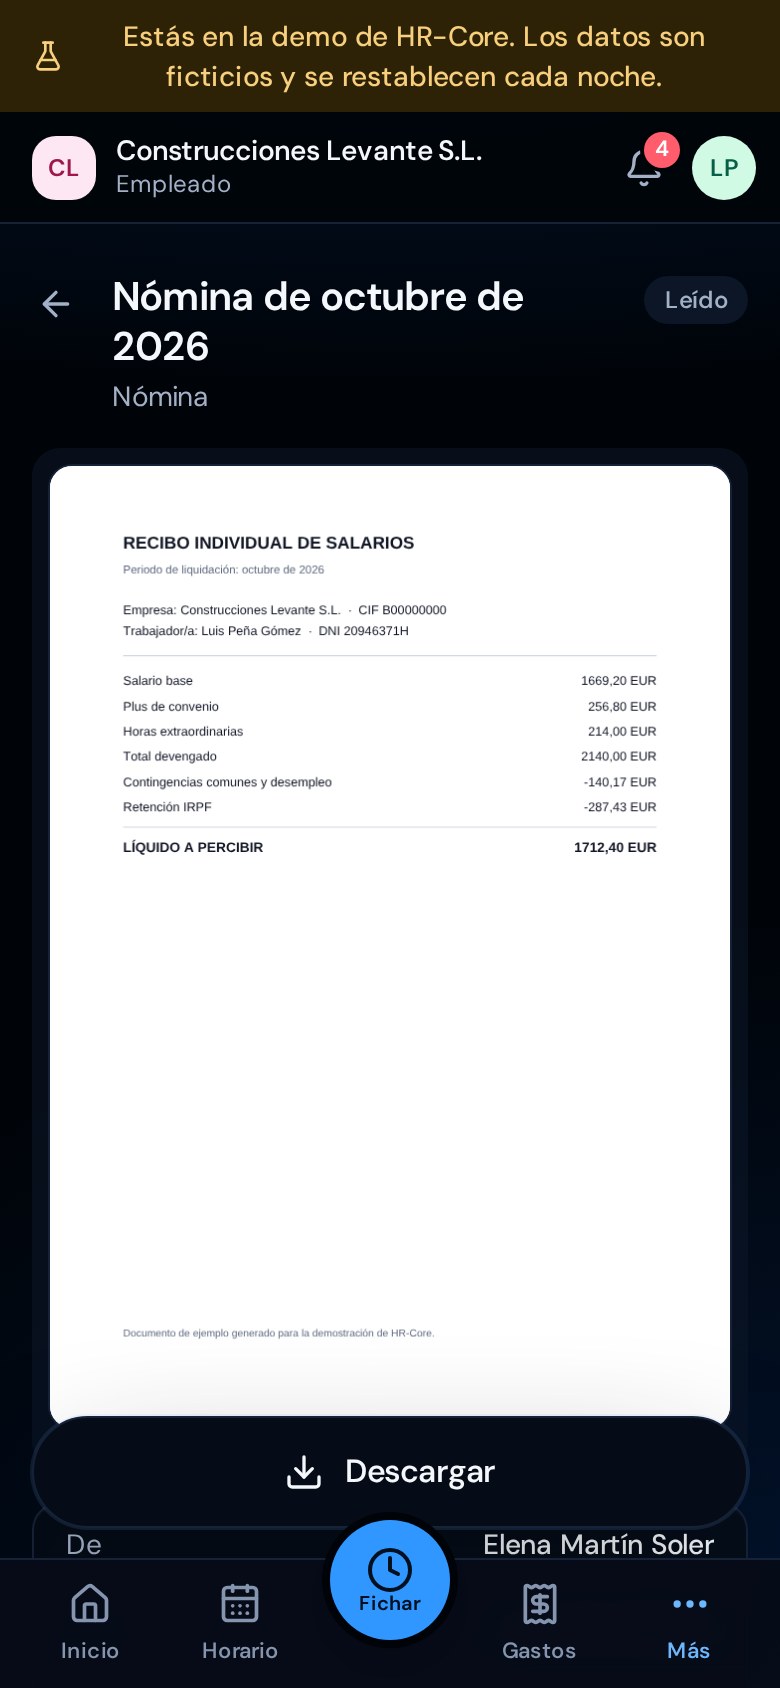 Estás en la demo de HR-Core. Los datos son
ficticios y se restablecen cada noche.
CL
Construcciones Levante S.L.
Empleado
4
LP
Nómina de octubre de
2026
Leído
Nómina
RECIBO INDIVIDUAL DE SALARIOS
Periodo de liquidación: octubre de 2026
Empresa: Construcciones Levante S.L. · CIF B00000000
Trabajador/a: Luis Peña Gómez · DNI 20946371H
Salario base 1669,20 EUR
Plus de convenio 256,80 EUR
Horas extraordinarias 214,00 EUR
Total devengado 2140,00 EUR
Contingencias comunes y desempleo -140,17 EUR
Retención IRPF -287,43 EUR
LÍQUIDO A PERCIBIR 1712,40 EUR
Documento de ejemplo generado para la demostración de HR-Core.
Descargar
De Elena Martín Soler
Fichar
Inicio
Horario
Gastos
Más